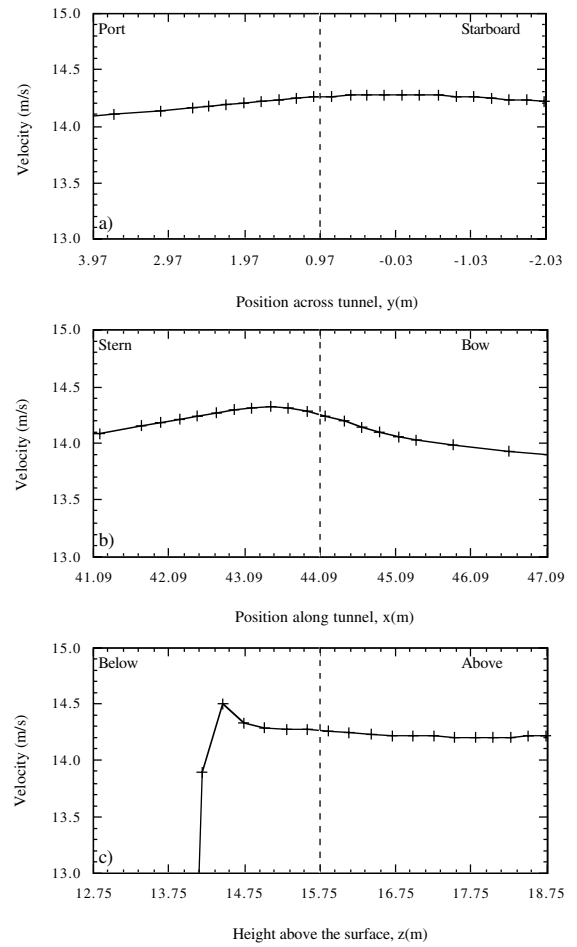 15.0
Port
Starboard
14.5
14.0
13.5
13.0
Velocity (m/s)
a)
3.97 2.97 1.97 0.97 -0.03 -1.03 -2.03
Position across tunnel, y(m)
15.0
Stern
Bow
14.5
14.0
13.5
13.0
Velocity (m/s)
b)
41.09 42.09 43.09 44.09 45.09 46.09 47.09
Position along tunnel, x(m)
15.0
Below
Above
14.5
14.0
13.5
13.0
Velocity (m/s)
c)
12.75 13.75 14.75 15.75 16.75 17.75 18.75
Height above the surface, z(m)